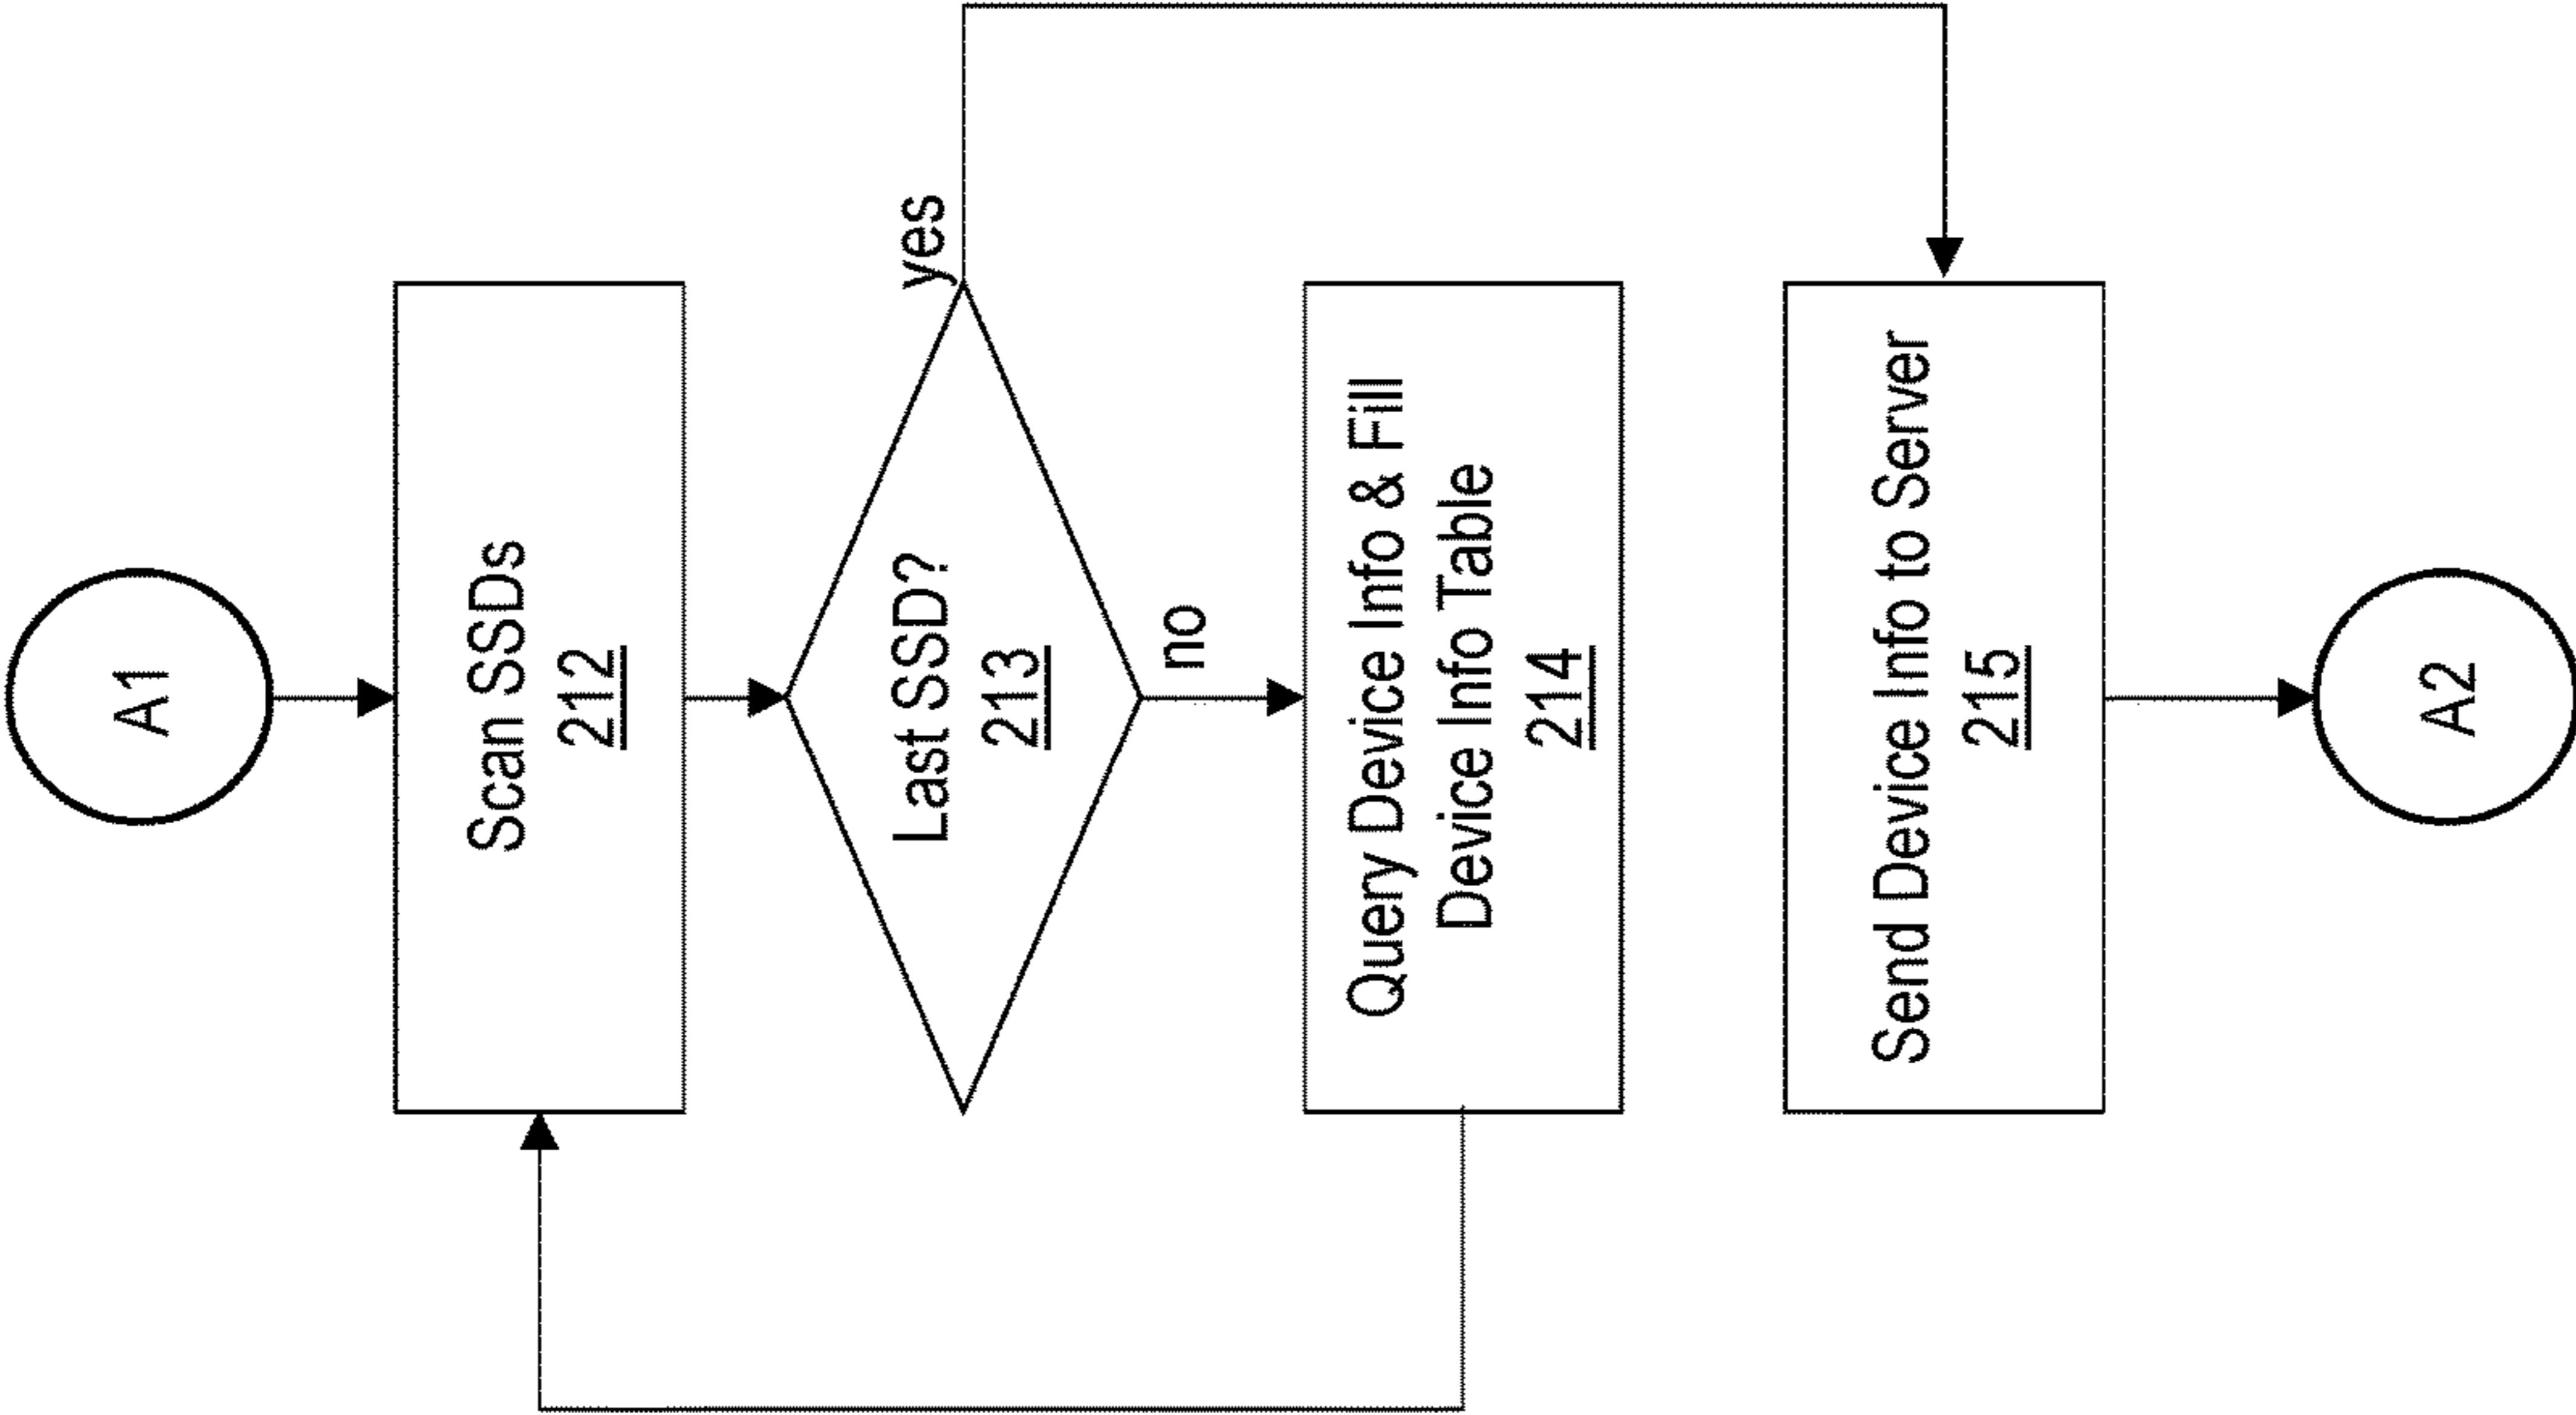 A1
Scan SSDs
212
Last SSD?
213
yes
no
Query Device Info & Fill
Device Info Table
214
Send Device Info to Server
215
A2